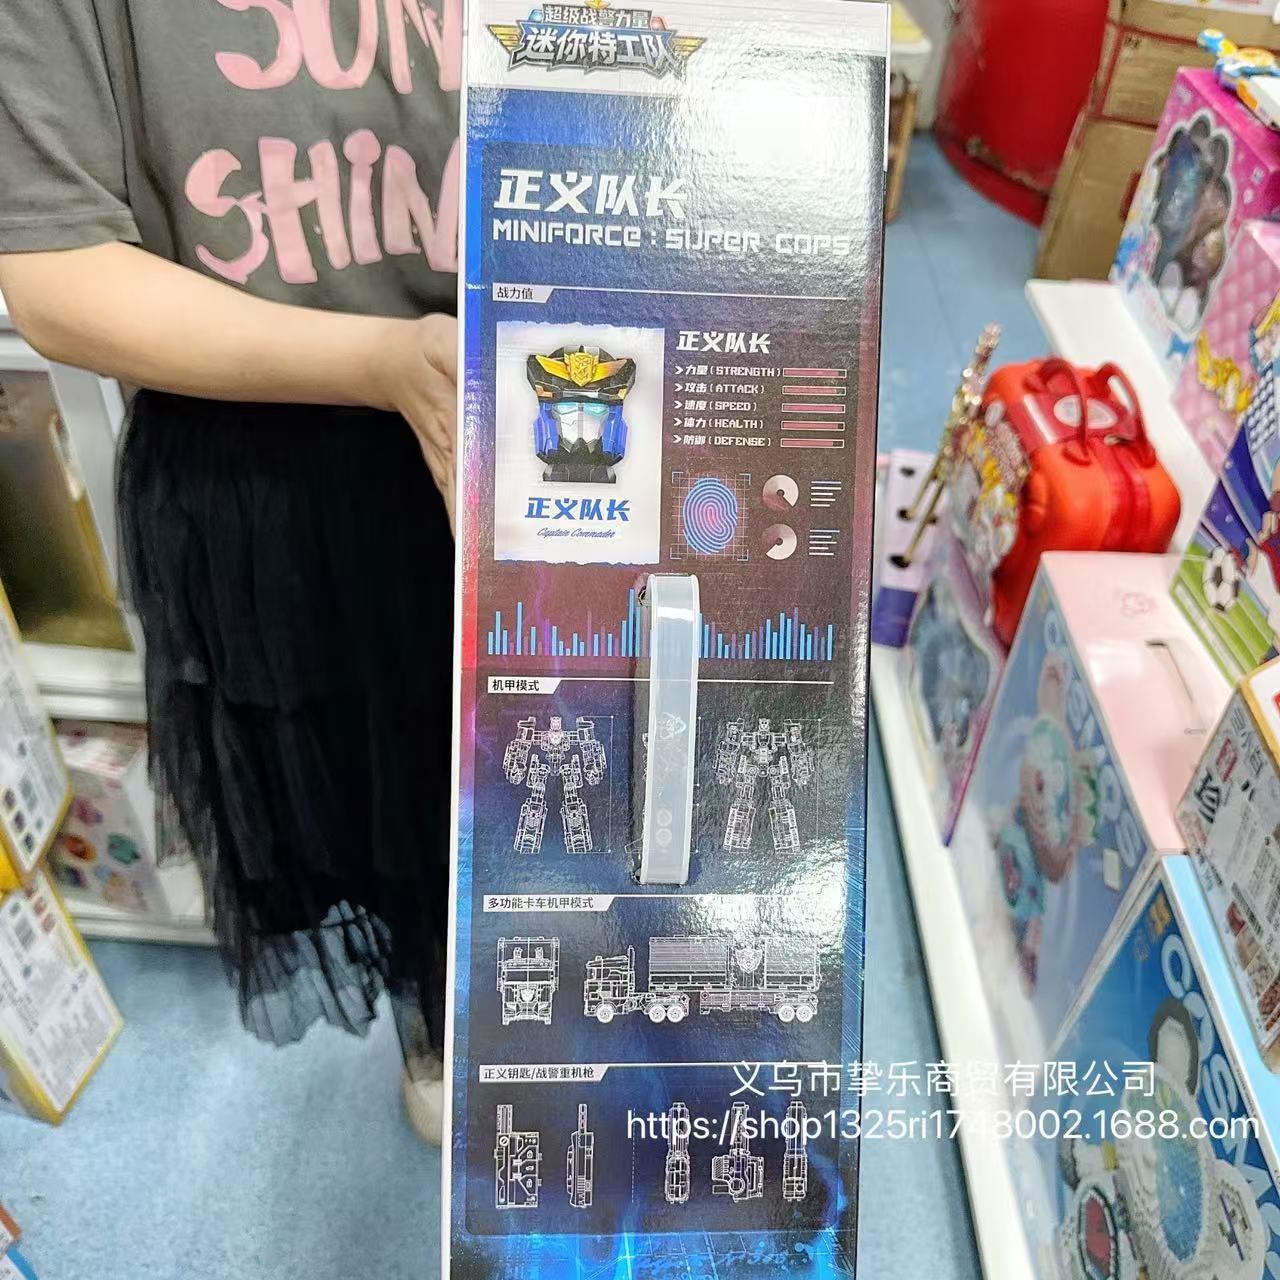 SUN
SHIN
超级战警力量
迷你特工队
正义队长
MINIFORCE : SUPER COPS
战力值
正义队长
力量 ( STRENGTH )
攻击 ( ATTACK )
速度 ( SPEED )
体力 ( HEALTH )
防御 ( DEFENSE )
正义队长
Captain Commander
机甲模式
多功能卡车机甲模式
正义钥匙/战警重机枪
义乌市挚乐商贸有限公司
https://shop1325ri1748002.1688.com